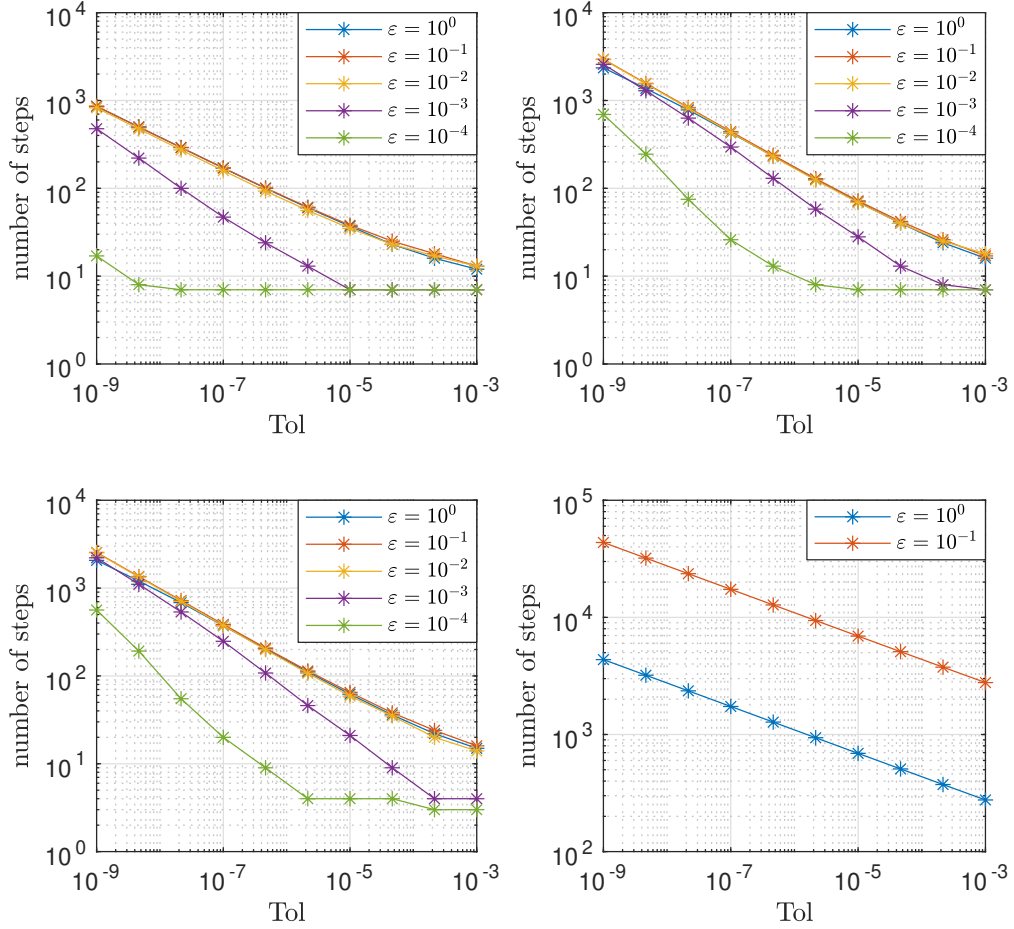 10^4
10^3
10^2
10^1
10^0
number of steps
ε = 10^0
ε = 10^-1
ε = 10^-2
ε = 10^-3
ε = 10^-4
10^-9 10^-7 10^-5 10^-3
Tol
10^4
10^3
10^2
10^1
10^0
number of steps
ε = 10^0
ε = 10^-1
ε = 10^-2
ε = 10^-3
ε = 10^-4
10^-9 10^-7 10^-5 10^-3
Tol
10^4
10^3
10^2
10^1
10^0
number of steps
ε = 10^0
ε = 10^-1
ε = 10^-2
ε = 10^-3
ε = 10^-4
10^-9 10^-7 10^-5 10^-3
Tol
10^5
10^4
10^3
10^2
number of steps
ε = 10^0
ε = 10^-1
10^-9 10^-7 10^-5 10^-3
Tol